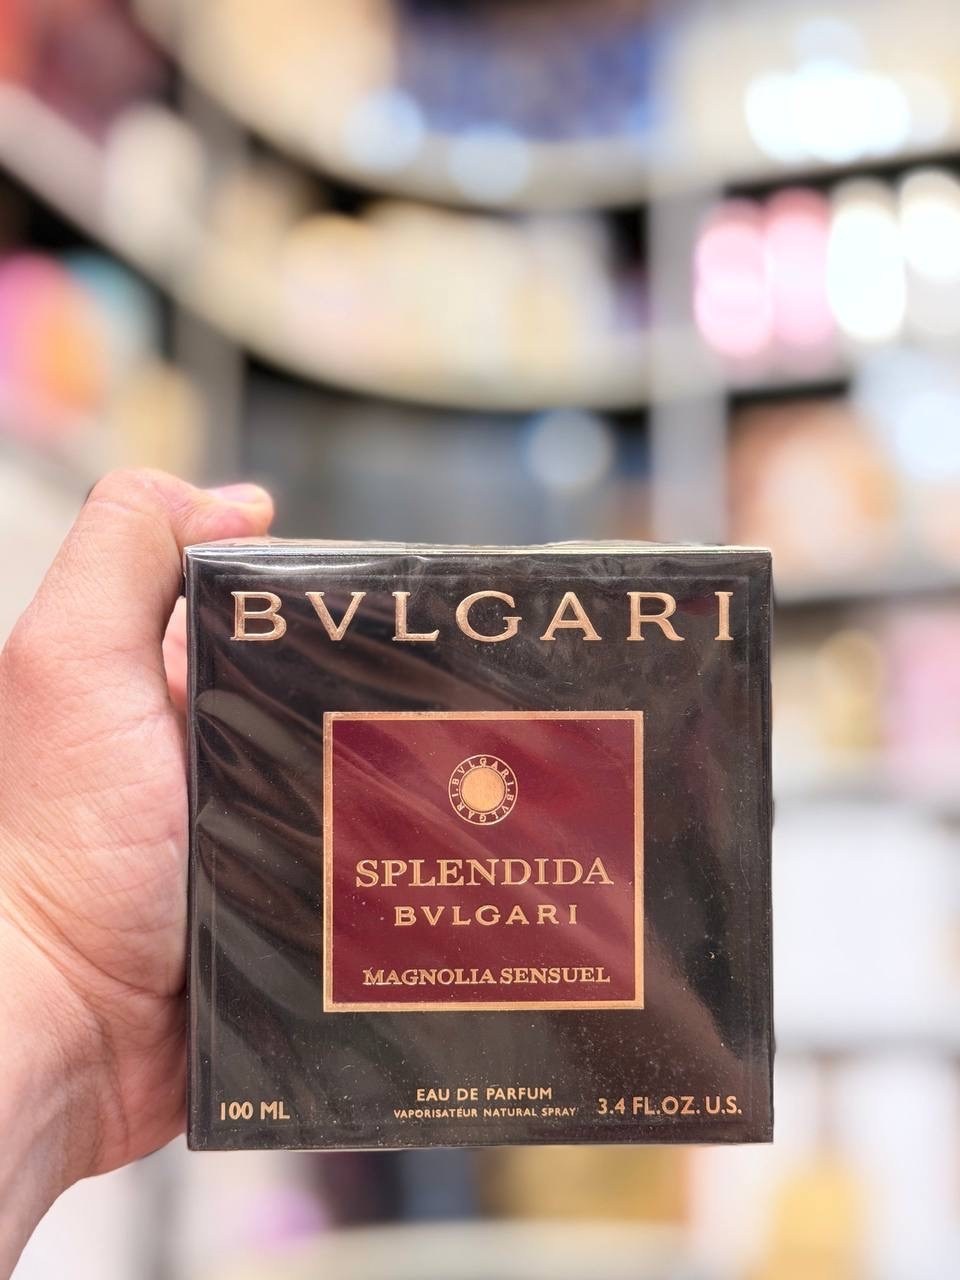 BVLGARI
BVLGARI·BVLGARI·
SPLENDIDA
BVLGARI
MAGNOLIA SENSUEL
EAU DE PARFUM
VAPORISATEUR NATURAL SPRAY
100 ML
3.4 FL.OZ. U.S.